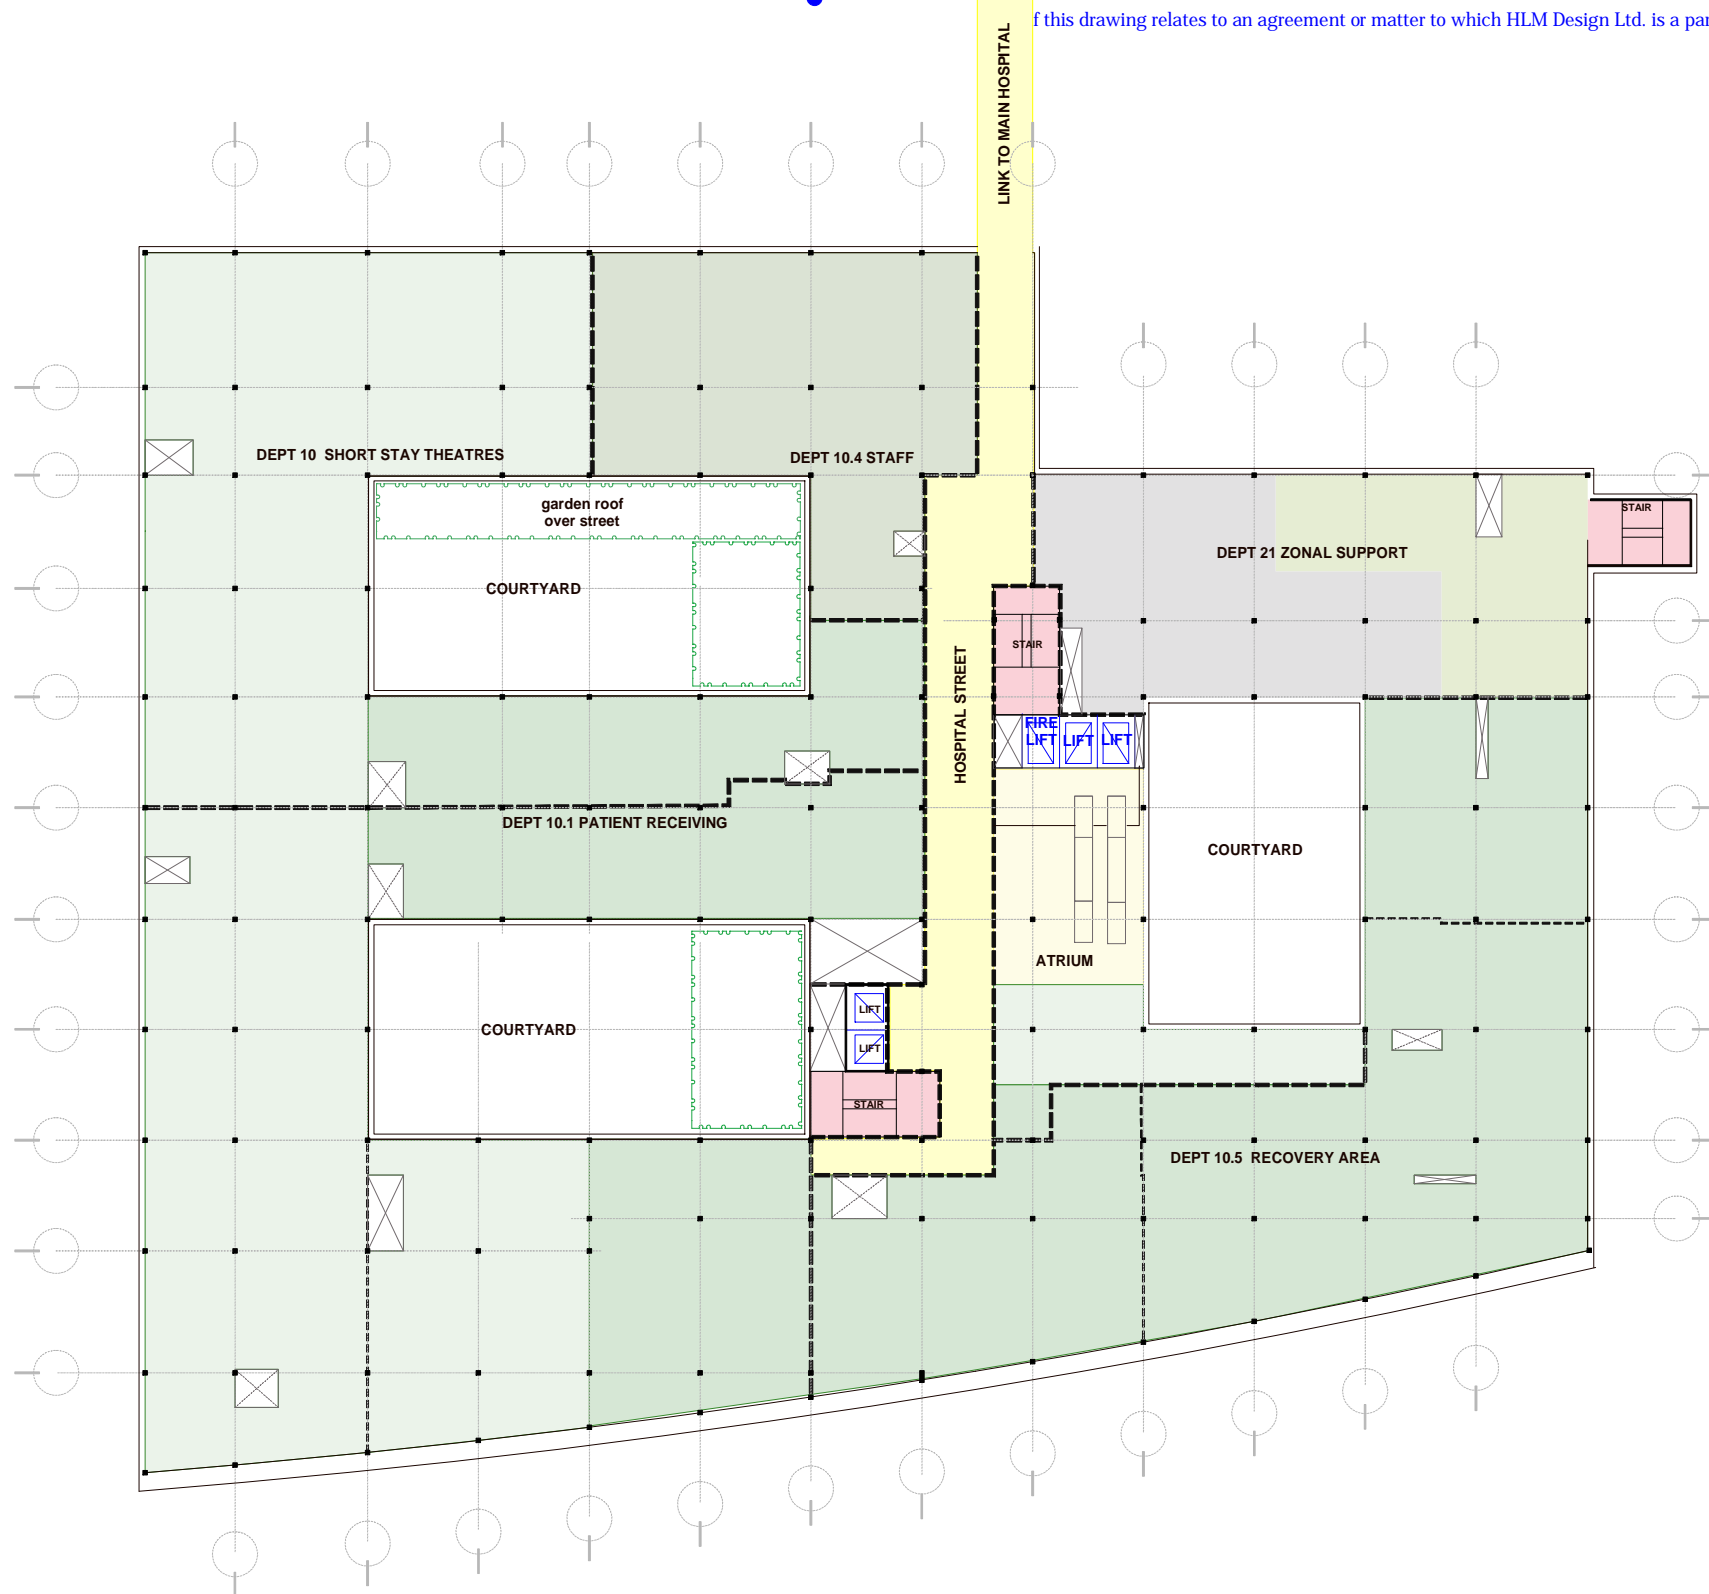 f this drawing relates to an agreement or matter to which HLM Design Ltd. is a par
LINK TO MAIN HOSPITAL
DEPT 10 SHORT STAY THEATRES
DEPT 10.4 STAFF
garden roof
over street
COURTYARD
STAIR
DEPT 21 ZONAL SUPPORT
STAIR
HOSPITAL STREET
FIRE
LIFT
LIFT
LIFT
DEPT 10.1 PATIENT RECEIVING
COURTYARD
ATRIUM
COURTYARD
LIFT
LIFT
STAIR
DEPT 10.5 RECOVERY AREA